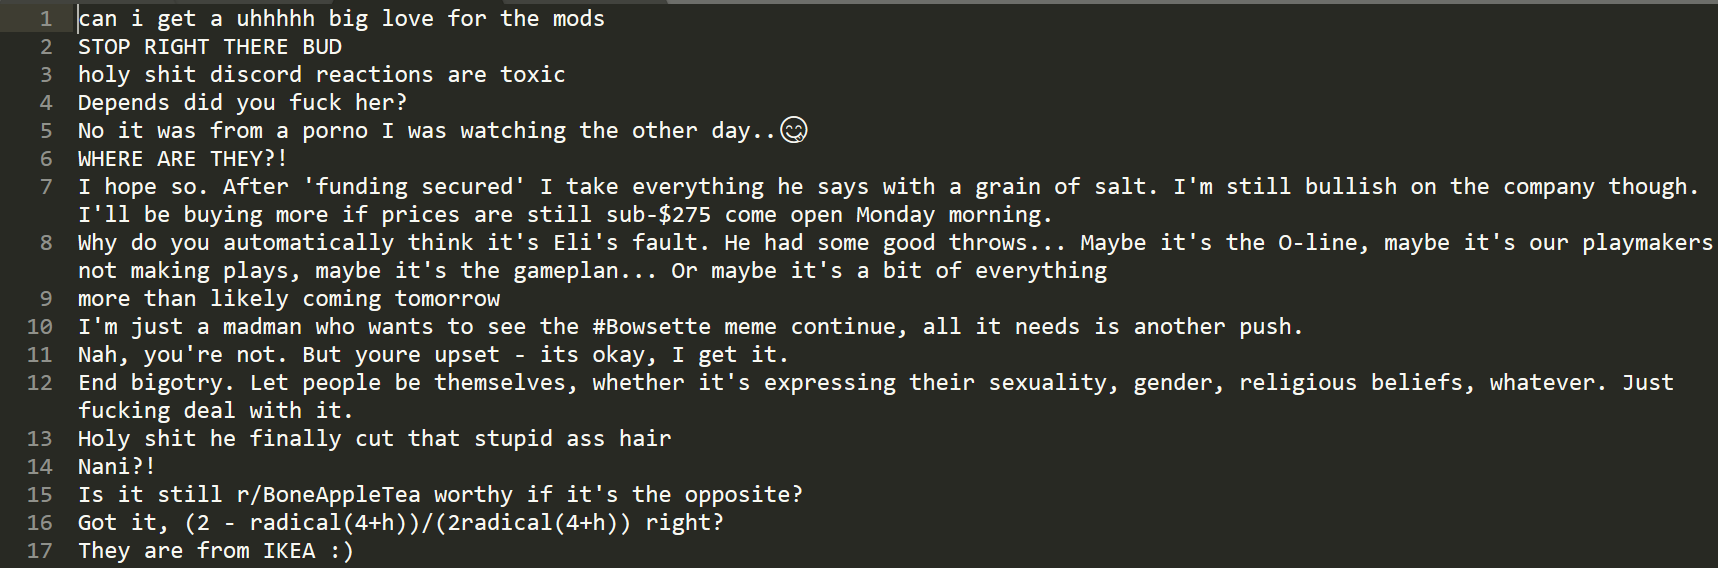 1 can i get a uhhhhh big love for the mods
2 STOP RIGHT THERE BUD
3 holy shit discord reactions are toxic
4 Depends did you fuck her?
5 No it was from a porno I was watching the other day..🤗
6 WHERE ARE THEY?!
7 I hope so. After 'funding secured' I take everything he says with a grain of salt. I'm still bullish on the company though.
I'll be buying more if prices are still sub-$275 come open Monday morning.
8 Why do you automatically think it's Eli's fault. He had some good throws... Maybe it's the O-line, maybe it's our playmakers
not making plays, maybe it's the gameplan... Or maybe it's a bit of everything
9 more than likely coming tomorrow
10 I'm just a madman who wants to see the #Bowsette meme continue, all it needs is another push.
11 Nah, you're not. But youre upset - its okay, I get it.
12 End bigotry. Let people be themselves, whether it's expressing their sexuality, gender, religious beliefs, whatever. Just
fucking deal with it.
13 Holy shit he finally cut that stupid ass hair
14 Nani?!
15 Is it still r/BoneAppleTea worthy if it's the opposite?
16 Got it, (2 - radical(4+h))/(2radical(4+h)) right?
17 They are from IKEA :)